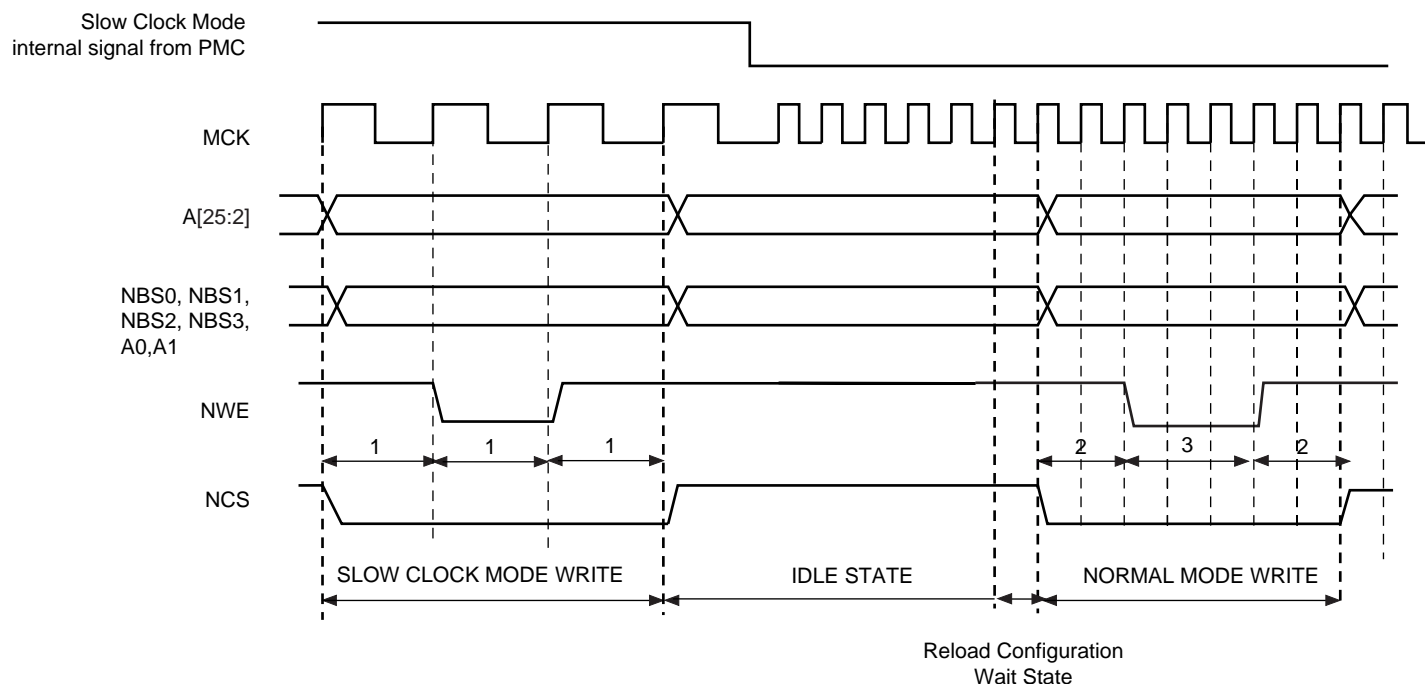 Slow Clock Mode
internal signal from PMC
MCK
A[25:2]
NBS0, NBS1,
NBS2, NBS3,
A0,A1
NWE
1 1 1 2 3 2
NCS
SLOW CLOCK MODE WRITE IDLE STATE NORMAL MODE WRITE
Reload Configuration
Wait State